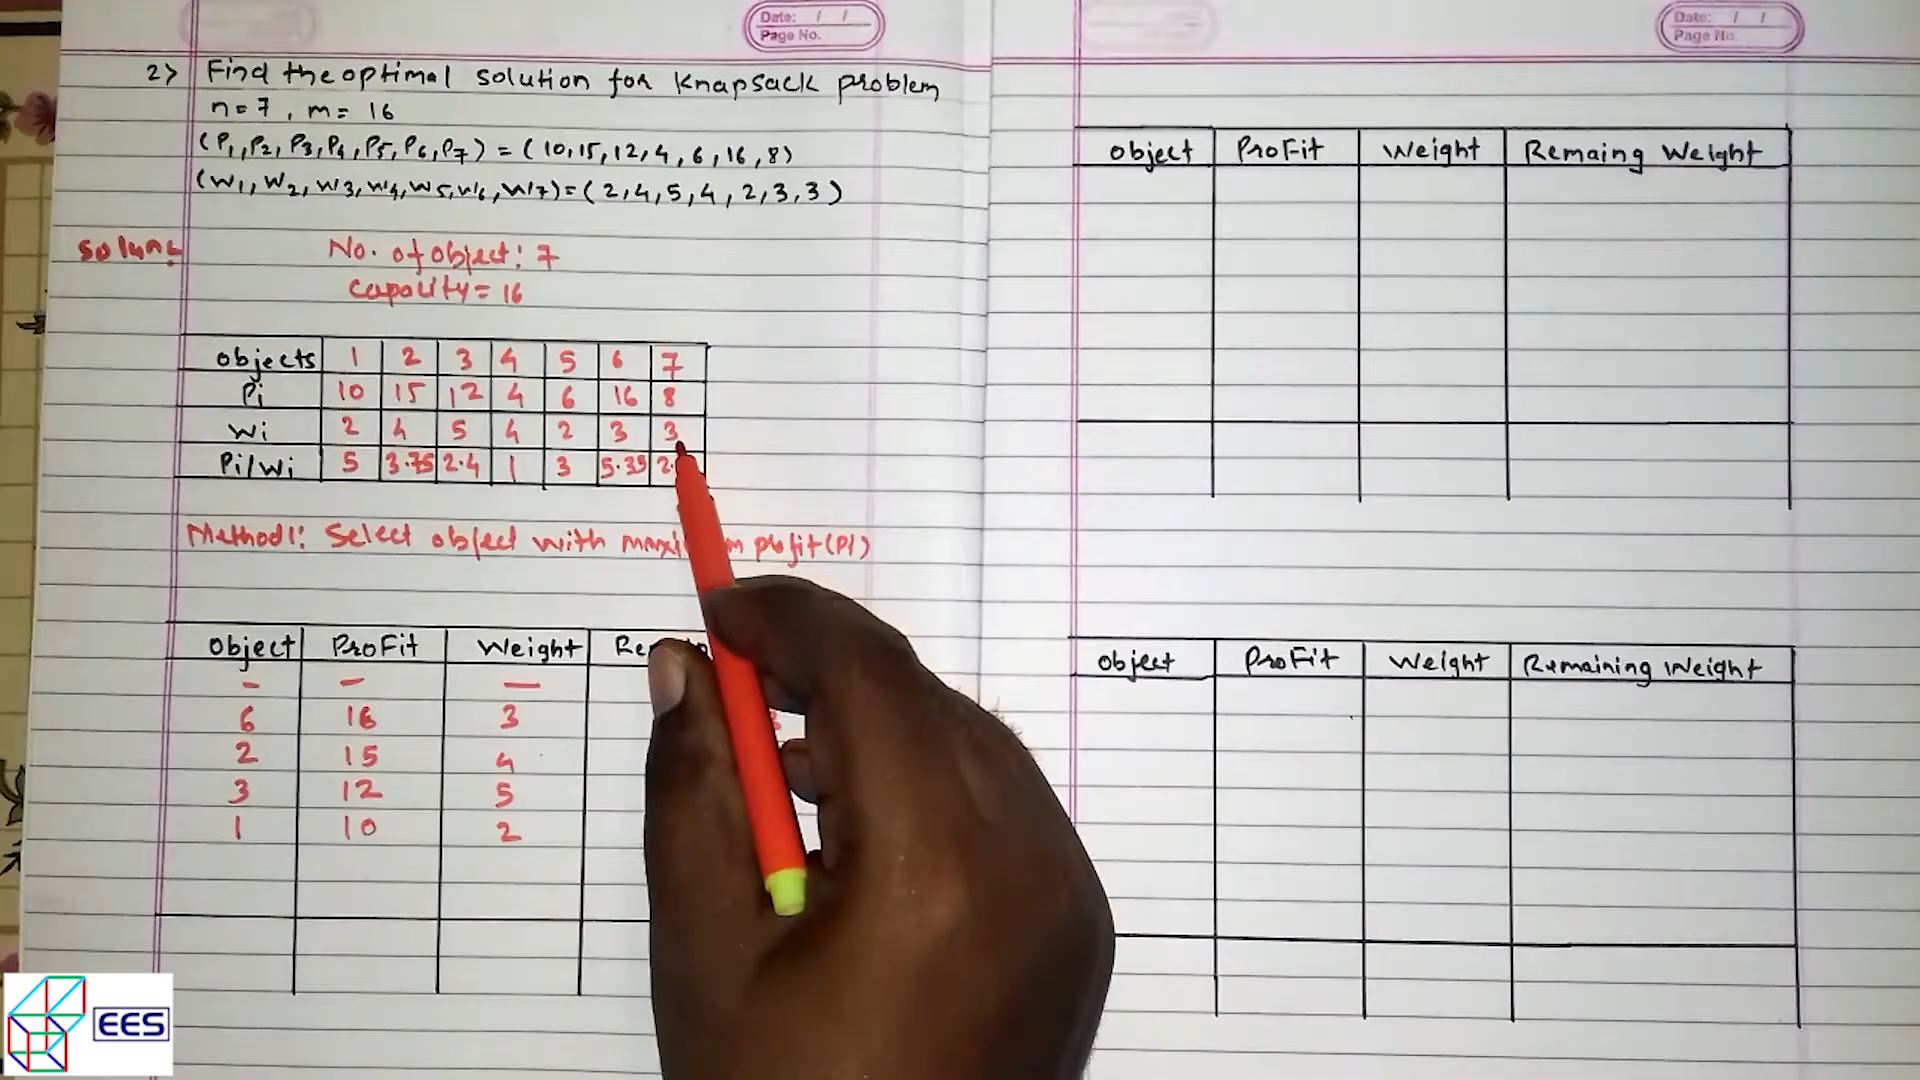 Date: / /
Page No.
Date: / /
Page No.
2> Find the optimal solution for Knapsack problem
n=7, m= 16
(P1,P2, P3,P4,P5,P6,P7) = (10,15,12,4,6,16,8)
(W1,W2,W3,W4,W5,W6,W7)=(2,4,5,4,2,3,3)
No. of object: 7
capacity= 16
objects 1 2 3 4 5 6 7
Pi 10 15 12 4 6 16 8
Wi 2 4 5 4 2 3 3
Pi/Wi 5 3.75 2.4 1 3 5.35
Method1: Select object with profit(Pi)
Object ProFit Weight
- - -
6 16 3
2 15 4
3 12 5
1 10 2
object ProFit Weight Remaing Weight
object ProFit Weight Remaining Weight
EES